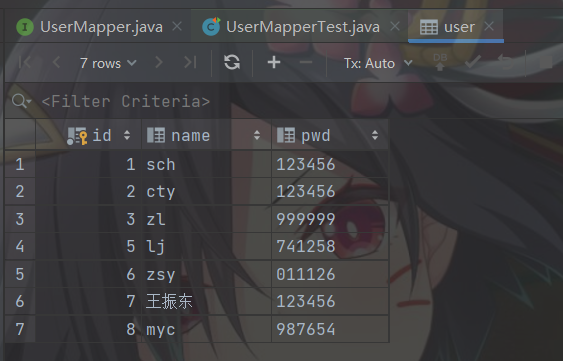 UserMapper.java UserMapperTest.java user
7 rows Tx: Auto DB
<Filter Criteria>
id name pwd
1 1 sch 123456
2 2 cty 123456
3 3 zl 999999
4 5 lj 741258
5 6 zsy 011126
6 7 王振东 123456
7 8 myc 987654